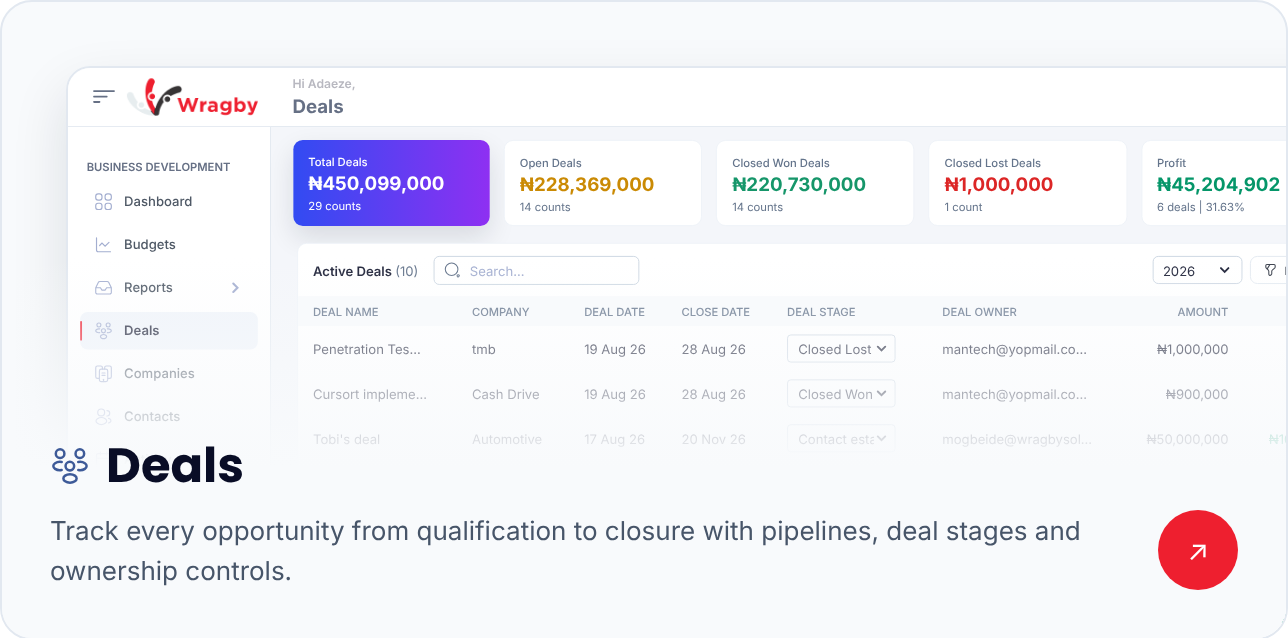 Wragby
Hi Adaeze,
Deals
BUSINESS DEVELOPMENT
Dashboard
Budgets
Reports
Deals
Companies
Contacts
Total Deals
₦450,099,000
29 counts
Open Deals
₦228,369,000
14 counts
Closed Won Deals
₦220,730,000
14 counts
Closed Lost Deals
₦1,000,000
1 count
Profit
₦45,204,902
6 deals | 31.63%
Active Deals (10) Search... 2026
DEAL NAME COMPANY DEAL DATE CLOSE DATE DEAL STAGE DEAL OWNER AMOUNT
Penetration Tes... tmb 19 Aug 26 28 Aug 26 Closed Lost mantech@yopmail.co... ₦1,000,000
Cursort impleme... Cash Drive 19 Aug 26 28 Aug 26 Closed Won mantech@yopmail.co... ₦900,000
Tobi's deal Automotive 17 Aug 26 20 Nov 26 Contact esta mogbeide@wragbysol... ₦50,000,000
Deals
Track every opportunity from qualification to closure with pipelines, deal stages and
ownership controls.